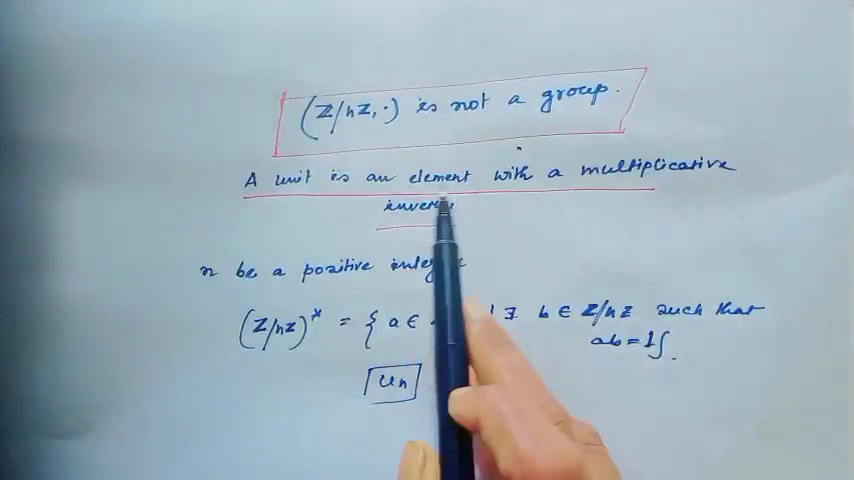 (Z/nZ, ·) is not a group.
A unit is an element with a multiplicative
inverse
n be a positive integer
(Z/nZ)* = { a ∈ | ∃ b ∈ Z/nZ such that
ab = 1}.
Un